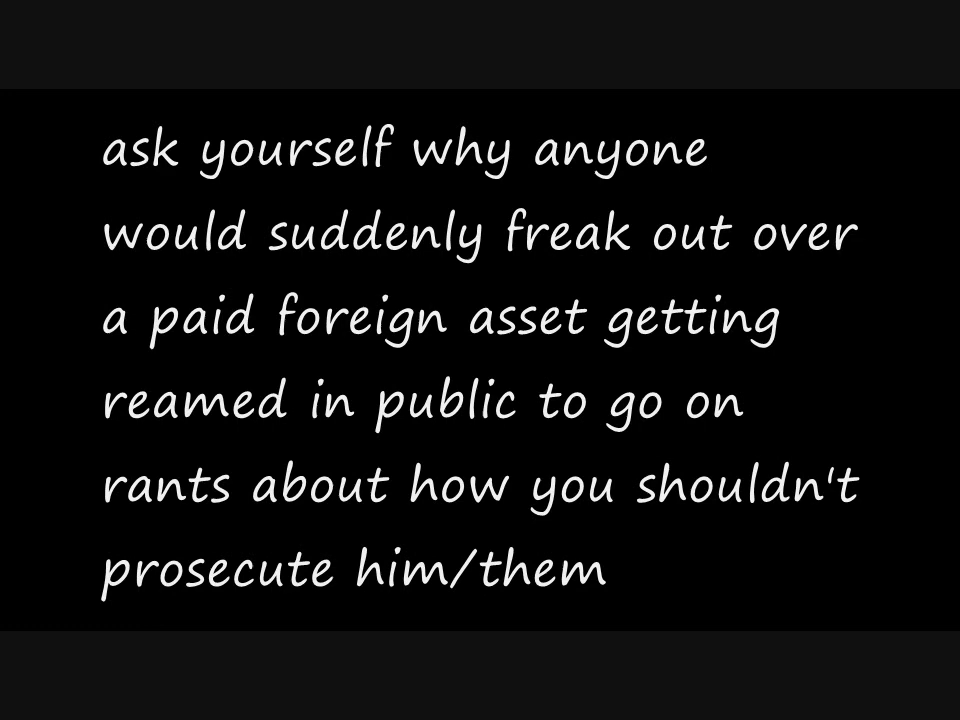 ask yourself why anyone
would suddenly freak out over
a paid foreign asset getting
reamed in public to go on
rants about how you shouldn't
prosecute him/them